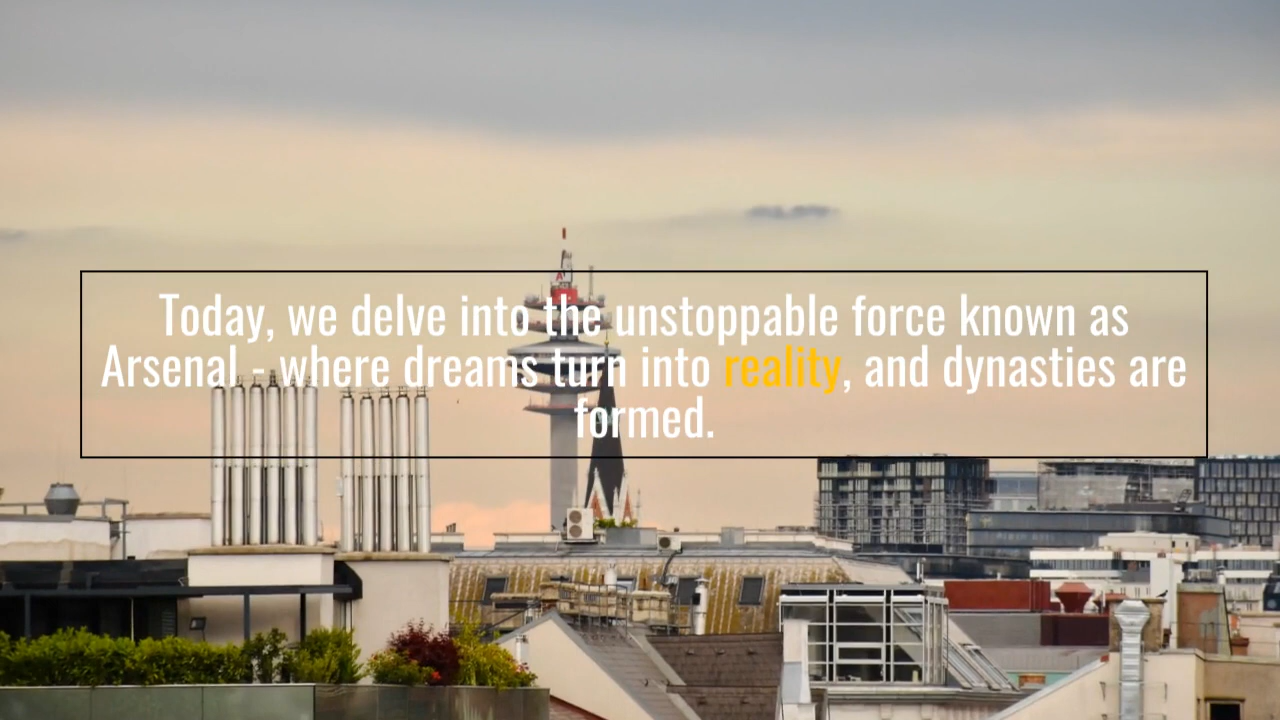 Today, we delve into the unstoppable force known as
Arsenal - where dreams turn into reality, and dynasties are
formed.